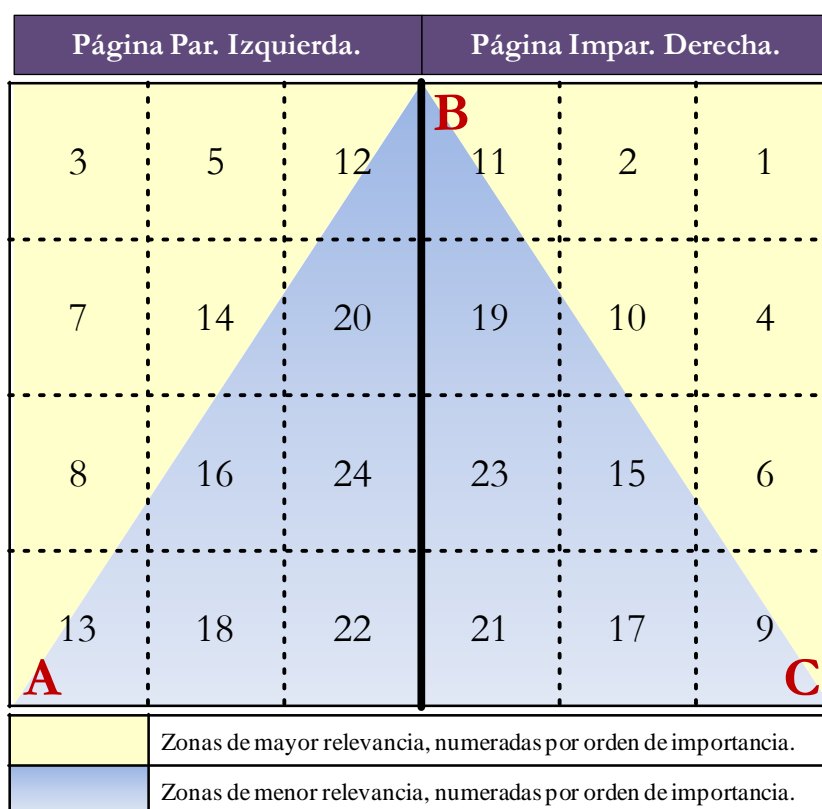 Página Par. Izquierda. Página Impar. Derecha.
B
3 5 12 11 2 1
7 14 20 19 10 4
8 16 24 23 15 6
13 18 22 21 17 9
A C
Zonas de mayor relevancia, numeradas por orden de importancia.
Zonas de menor relevancia, numeradas por orden de importancia.